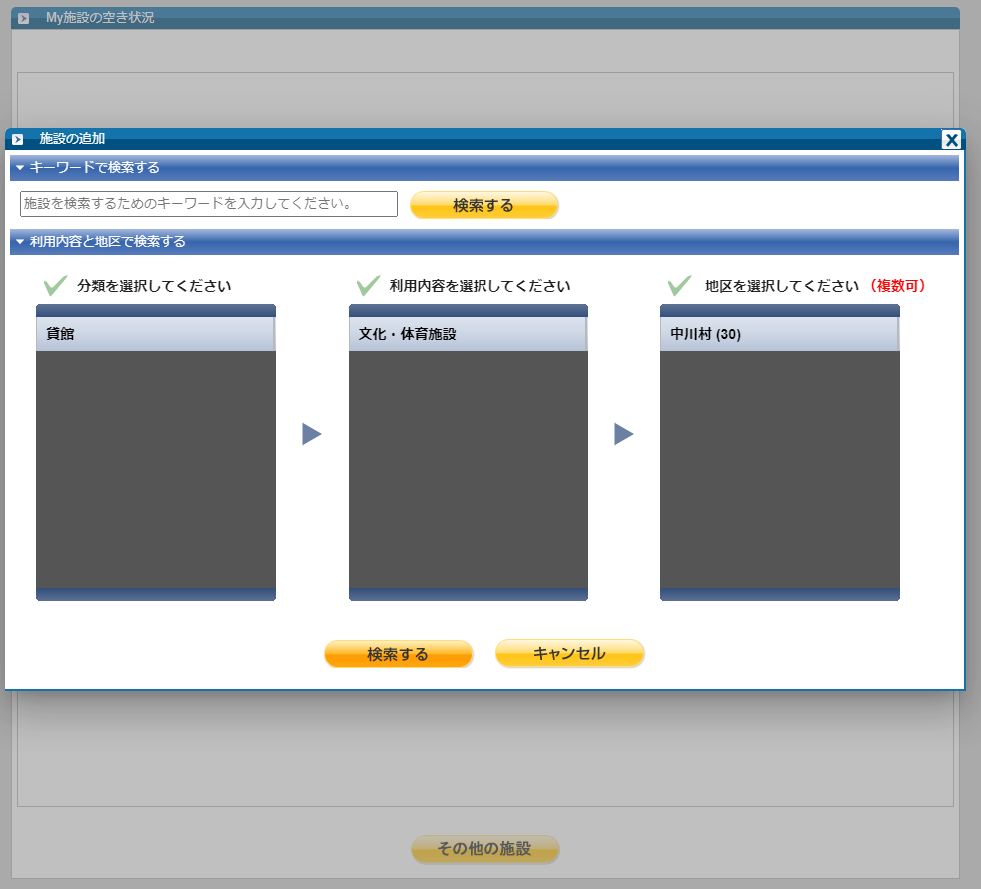 My施設の空き状況
施設の追加
キーワードで検索する
施設を検索するためのキーワードを入力してください。
検索する
利用内容と地区で検索する
分類を選択してください
利用内容を選択してください
地区を選択してください (複数可)
貸館
文化・体育施設
中川村 (30)
検索する
キャンセル
その他の施設